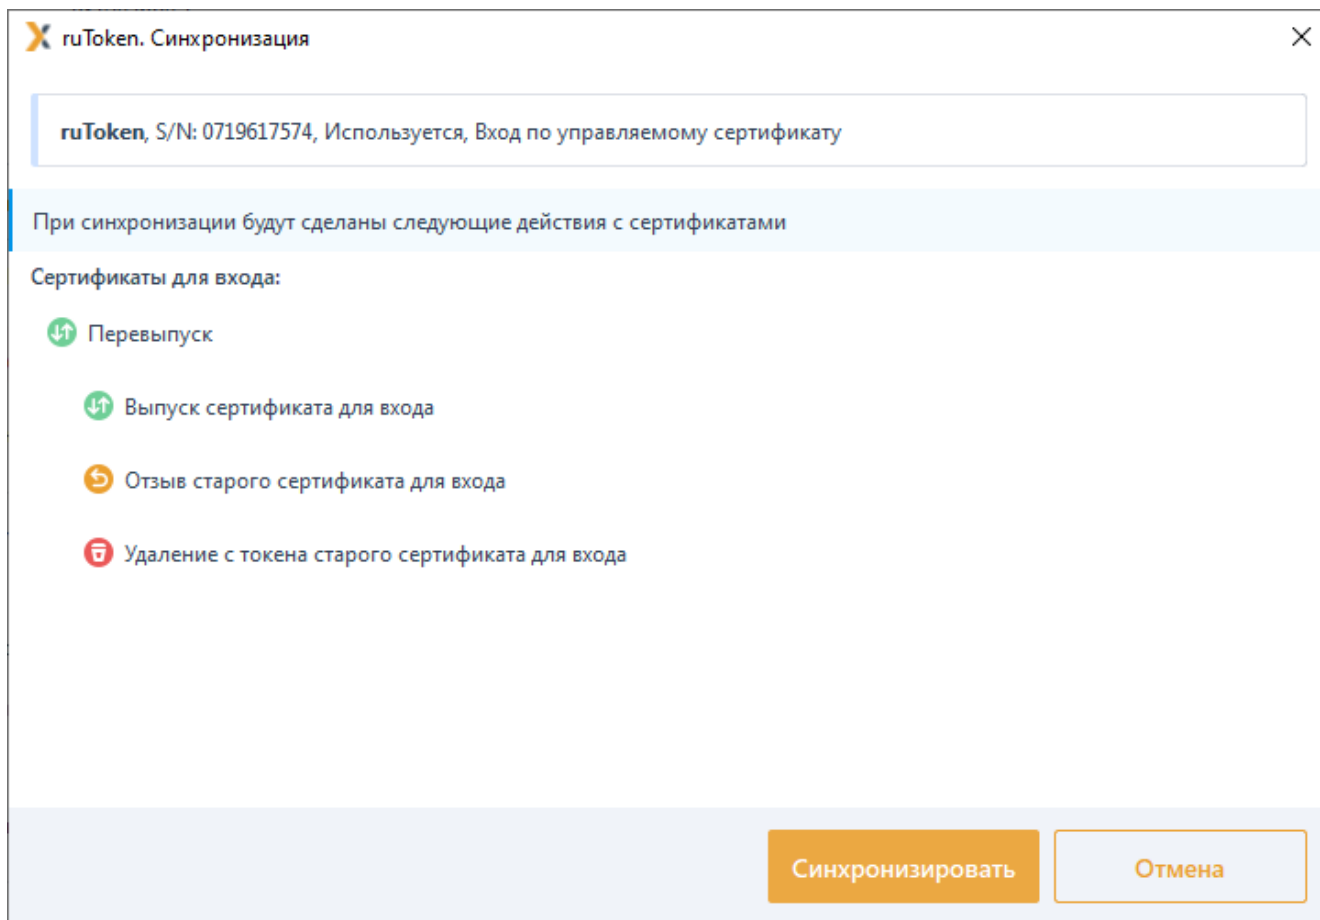 ruToken. Синхронизация
ruToken, S/N: 0719617574, Используется, Вход по управляемому сертификату
При синхронизации будут сделаны следующие действия с сертификатами
Сертификаты для входа:
Перевыпуск
Выпуск сертификата для входа
Отзыв старого сертификата для входа
Удаление с токена старого сертификата для входа
Синхронизировать
Отмена